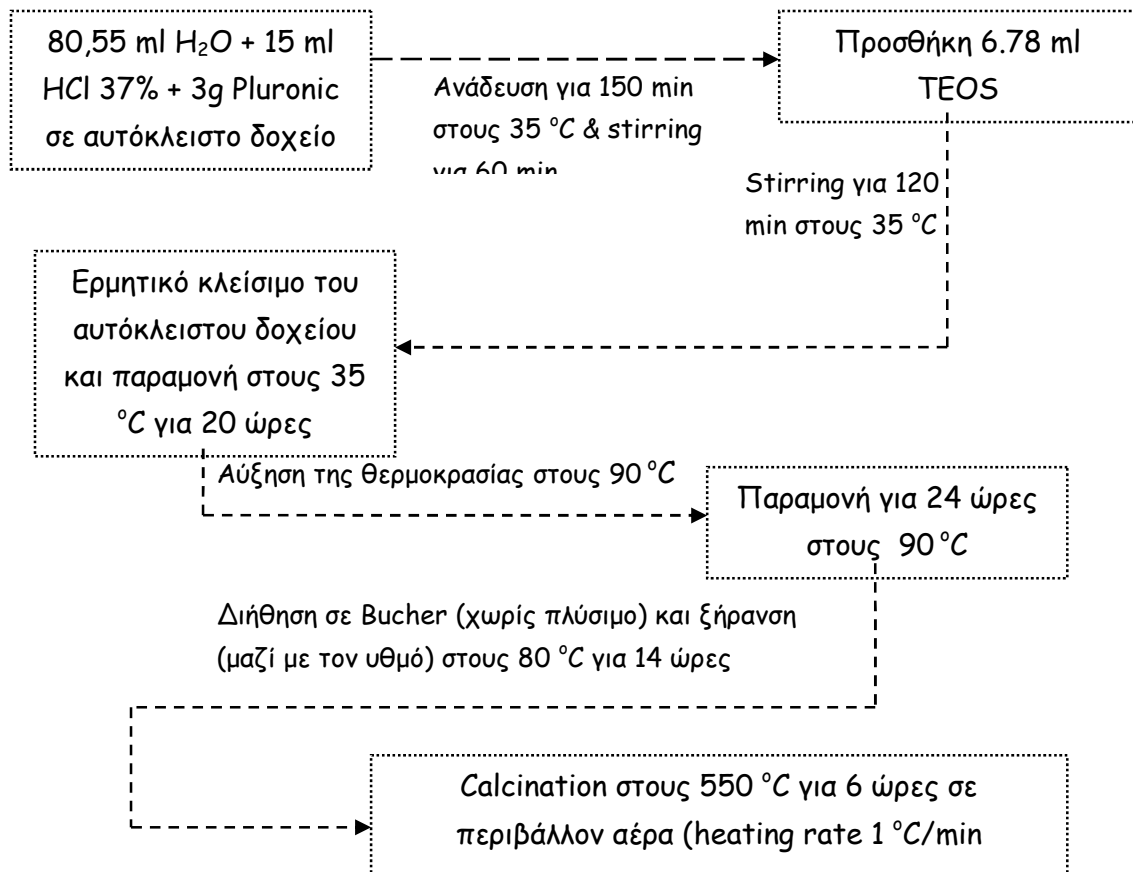 80,55 ml H₂O + 15 ml
HCl 37% + 3g Pluronic
σε αυτόκλειστο δοχείο
Ανάδευση για 150 min
στους 35 °C & stirring
για 60 min
Προσθήκη 6.78 ml
TEOS
Stirring για 120
min στους 35 °C
Ερμητικό κλείσιμο του
αυτόκλειστου δοχείου
και παραμονή στους 35
°C για 20 ώρες
Αύξηση της θερμοκρασίας στους 90 °C
Παραμονή για 24 ώρες
στους 90 °C
Διήθηση σε Bucher (χωρίς πλύσιμο) και ξήρανση
(μαζί με τον υθμό) στους 80 °C για 14 ώρες
Calcination στους 550 °C για 6 ώρες σε
περιβάλλον αέρα (heating rate 1 °C/min